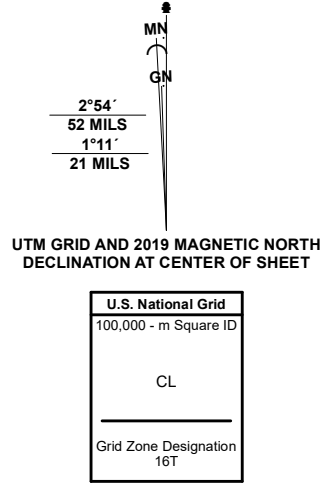 MN
GN
2°54´
52 MILS
1°11´
21 MILS
UTM GRID AND 2019 MAGNETIC NORTH
DECLINATION AT CENTER OF SHEET
U.S. National Grid
100,000 - m Square ID
CL
Grid Zone Designation
16T